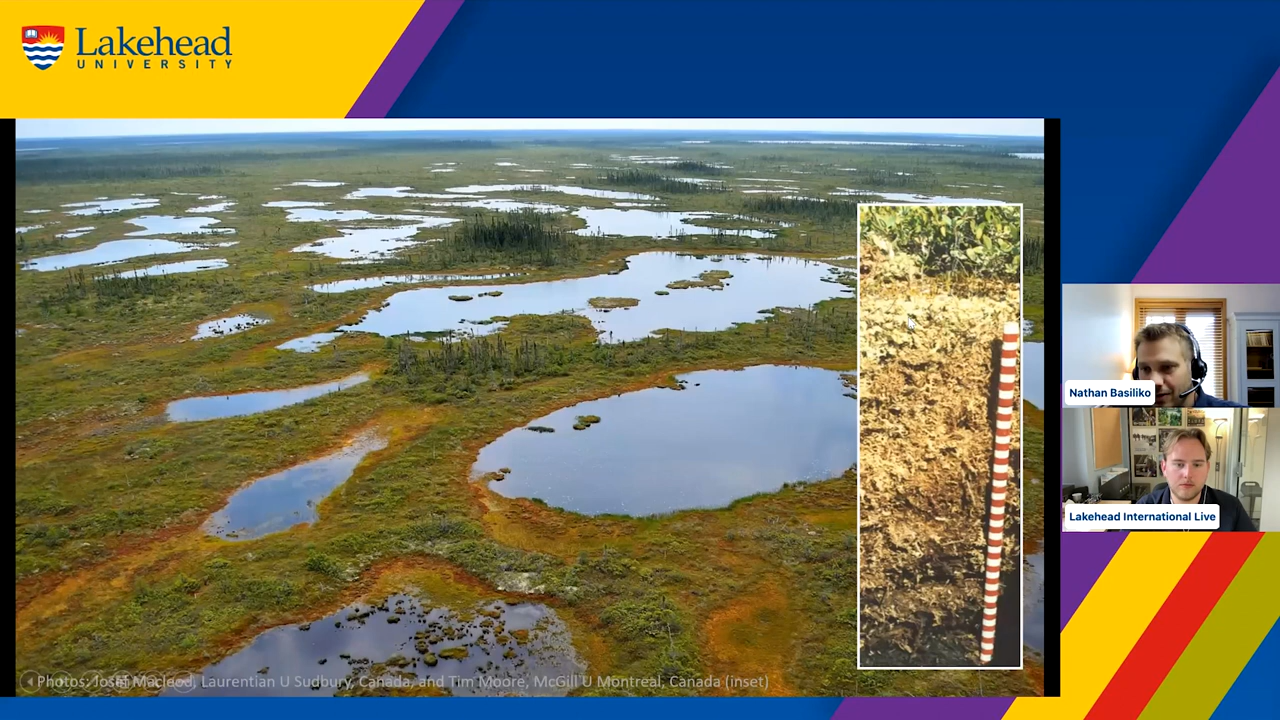 Lakehead
UNIVERSITY
Nathan Basiliko
Lakehead International Live
Photos: Josef Macleod, Laurentian U Sudbury, Canada, and Tim Moore, McGill U Montreal, Canada (inset)